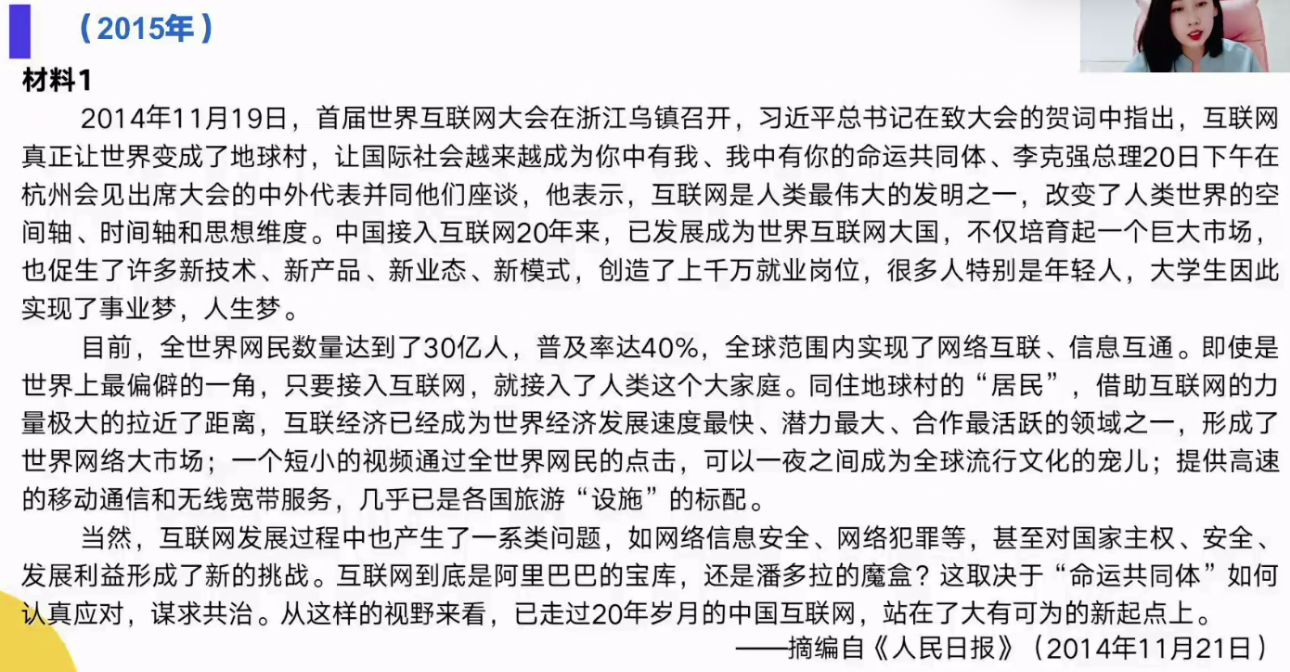 （2015年）
材料1
2014年11月19日，首届世界互联网大会在浙江乌镇召开，习近平总书记在致大会的贺词中指出，互联网
真正让世界变成了地球村，让国际社会越来越成为你中有我、我中有你的命运共同体、李克强总理20日下午在
杭州会见出席大会的中外代表并同他们座谈，他表示，互联网是人类最伟大的发明之一，改变了人类世界的空
间轴、时间轴和思想维度。中国接入互联网20年来，已发展成为世界互联网大国，不仅培育起一个巨大市场，
也促生了许多新技术、新产品、新业态、新模式，创造了上千万就业岗位，很多人特别是年轻人，大学生因此
实现了事业梦，人生梦。
目前，全世界网民数量达到了30亿人，普及率达40%，全球范围内实现了网络互联、信息互通。即使是
世界上最偏僻的一角，只要接入互联网，就接入了人类这个大家庭。同住地球村的“居民”，借助互联网的力
量极大的拉近了距离，互联经济已经成为世界经济发展速度最快、潜力最大、合作最活跃的领域之一，形成了
世界网络大市场；一个短小的视频通过全世界网民的点击，可以一夜之间成为全球流行文化的宠儿；提供高速
的移动通信和无线宽带服务，几乎已是各国旅游“设施”的标配。
当然，互联网发展过程中也产生了一系类问题，如网络信息安全、网络犯罪等，甚至对国家主权、安全、
发展利益形成了新的挑战。互联网到底是阿里巴巴的宝库，还是潘多拉的魔盒？这取决于“命运共同体”如何
认真应对，谋求共治。从这样的视野来看，已走过20年岁月的中国互联网，站在了大有可为的新起点上。
——摘编自《人民日报》（2014年11月21日）